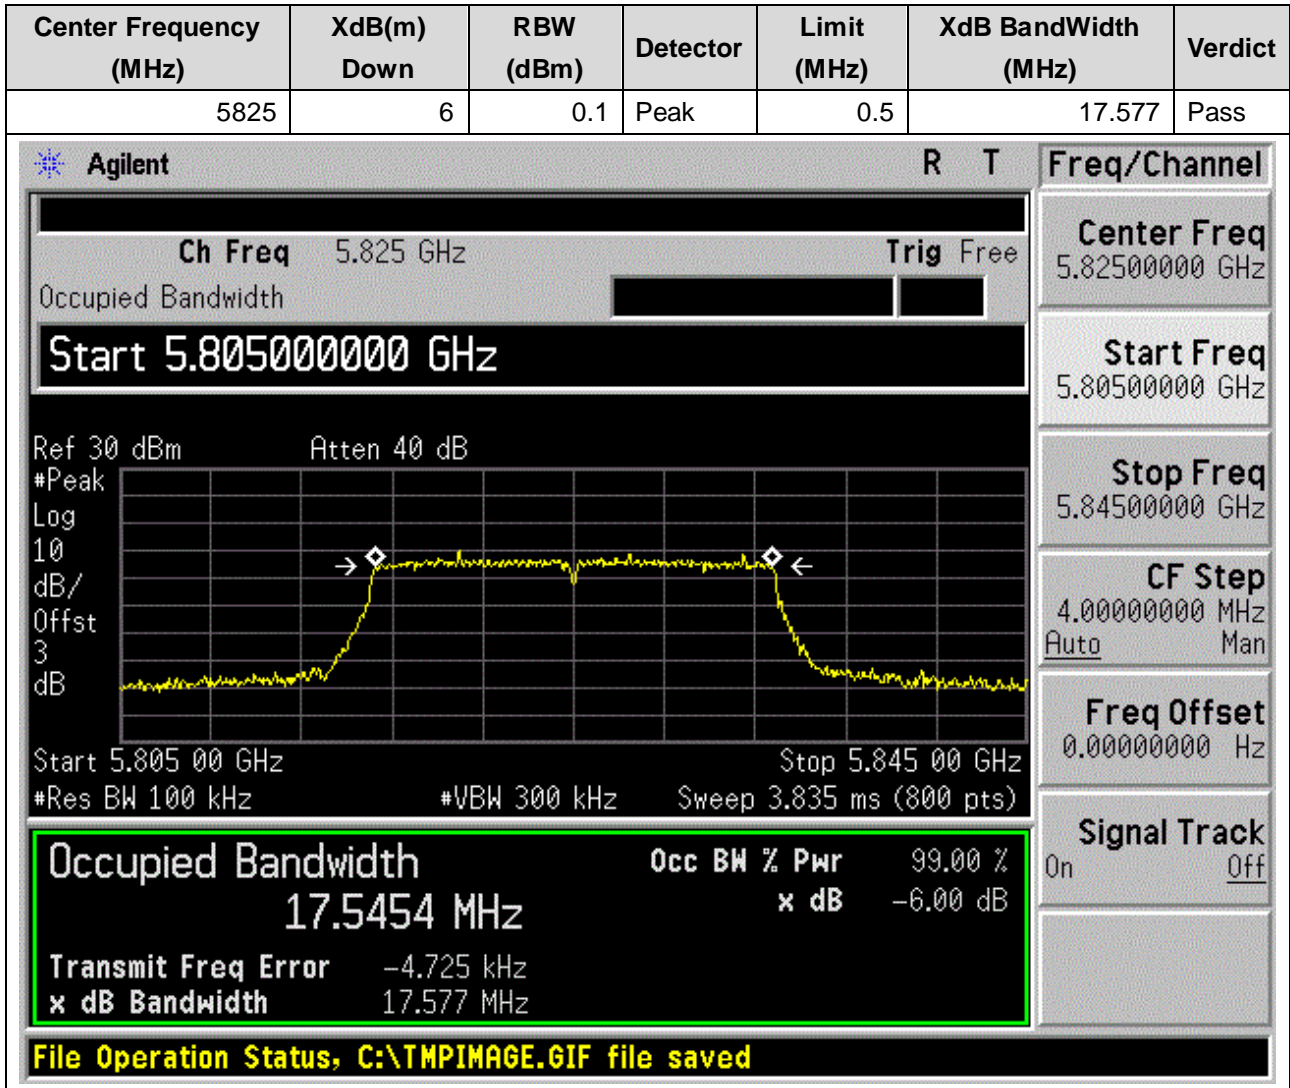 Center Frequency (MHz) XdB(m) Down RBW (dBm) Detector Limit (MHz) XdB BandWidth (MHz) Verdict
5825 6 0.1 Peak 0.5 17.577 Pass
Agilent R T
Ch Freq 5.825 GHz Trig Free
Occupied Bandwidth
Start 5.805000000 GHz
Ref 30 dBm Atten 40 dB
#Peak
Log
10
dB/
Offst
3
dB
Start 5.805 00 GHz Stop 5.845 00 GHz
#Res BW 100 kHz #VBW 300 kHz Sweep 3.835 ms (800 pts)
Occupied Bandwidth Occ BW % Pwr 99.00 %
17.5454 MHz x dB -6.00 dB
Transmit Freq Error -4.725 kHz
x dB Bandwidth 17.577 MHz
File Operation Status, C:\TMPIMAGE.GIF file saved
Freq/Channel
Center Freq
5.82500000 GHz
Start Freq
5.80500000 GHz
Stop Freq
5.84500000 GHz
CF Step
4.00000000 MHz
Auto Man
Freq Offset
0.00000000 Hz
Signal Track
On Off